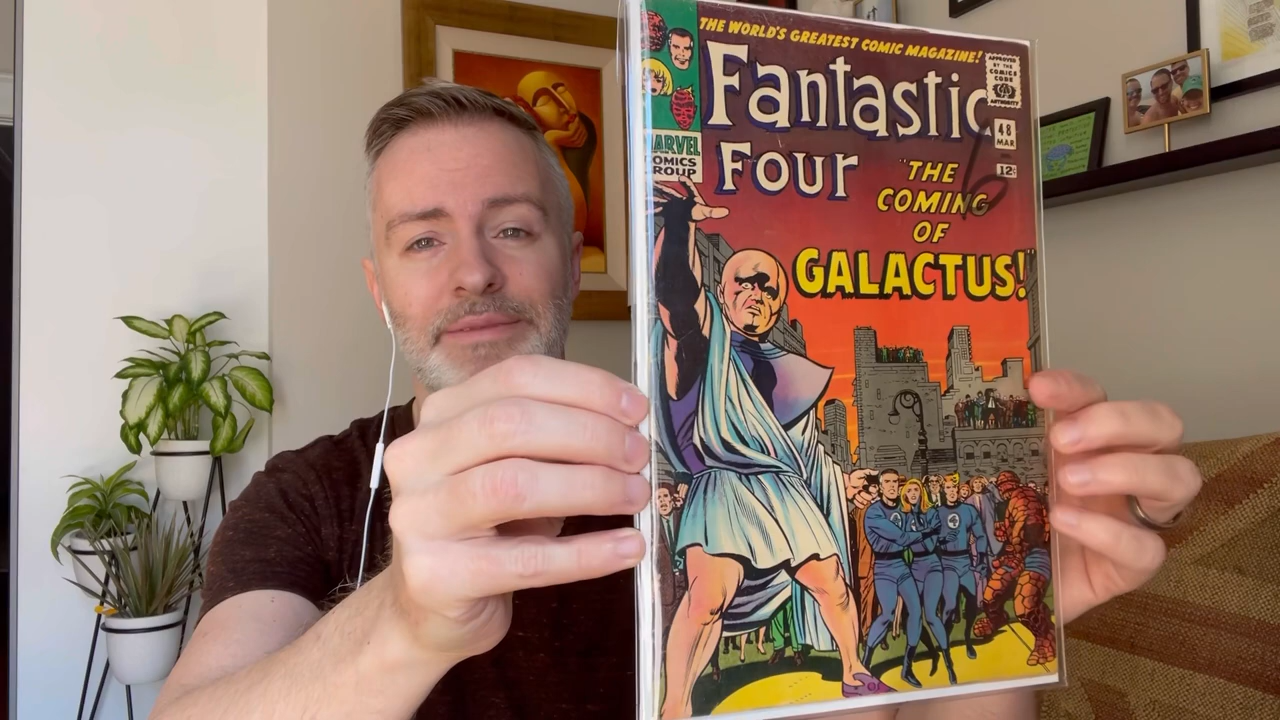 THE WORLD'S GREATEST COMIC MAGAZINE!
Fantastic
Four
APPROVED
BY THE
COMICS
CODE
AUTHORITY
48
MAR
12¢
MARVEL
COMICS
GROUP
"THE
COMING
OF
GALACTUS!"
4